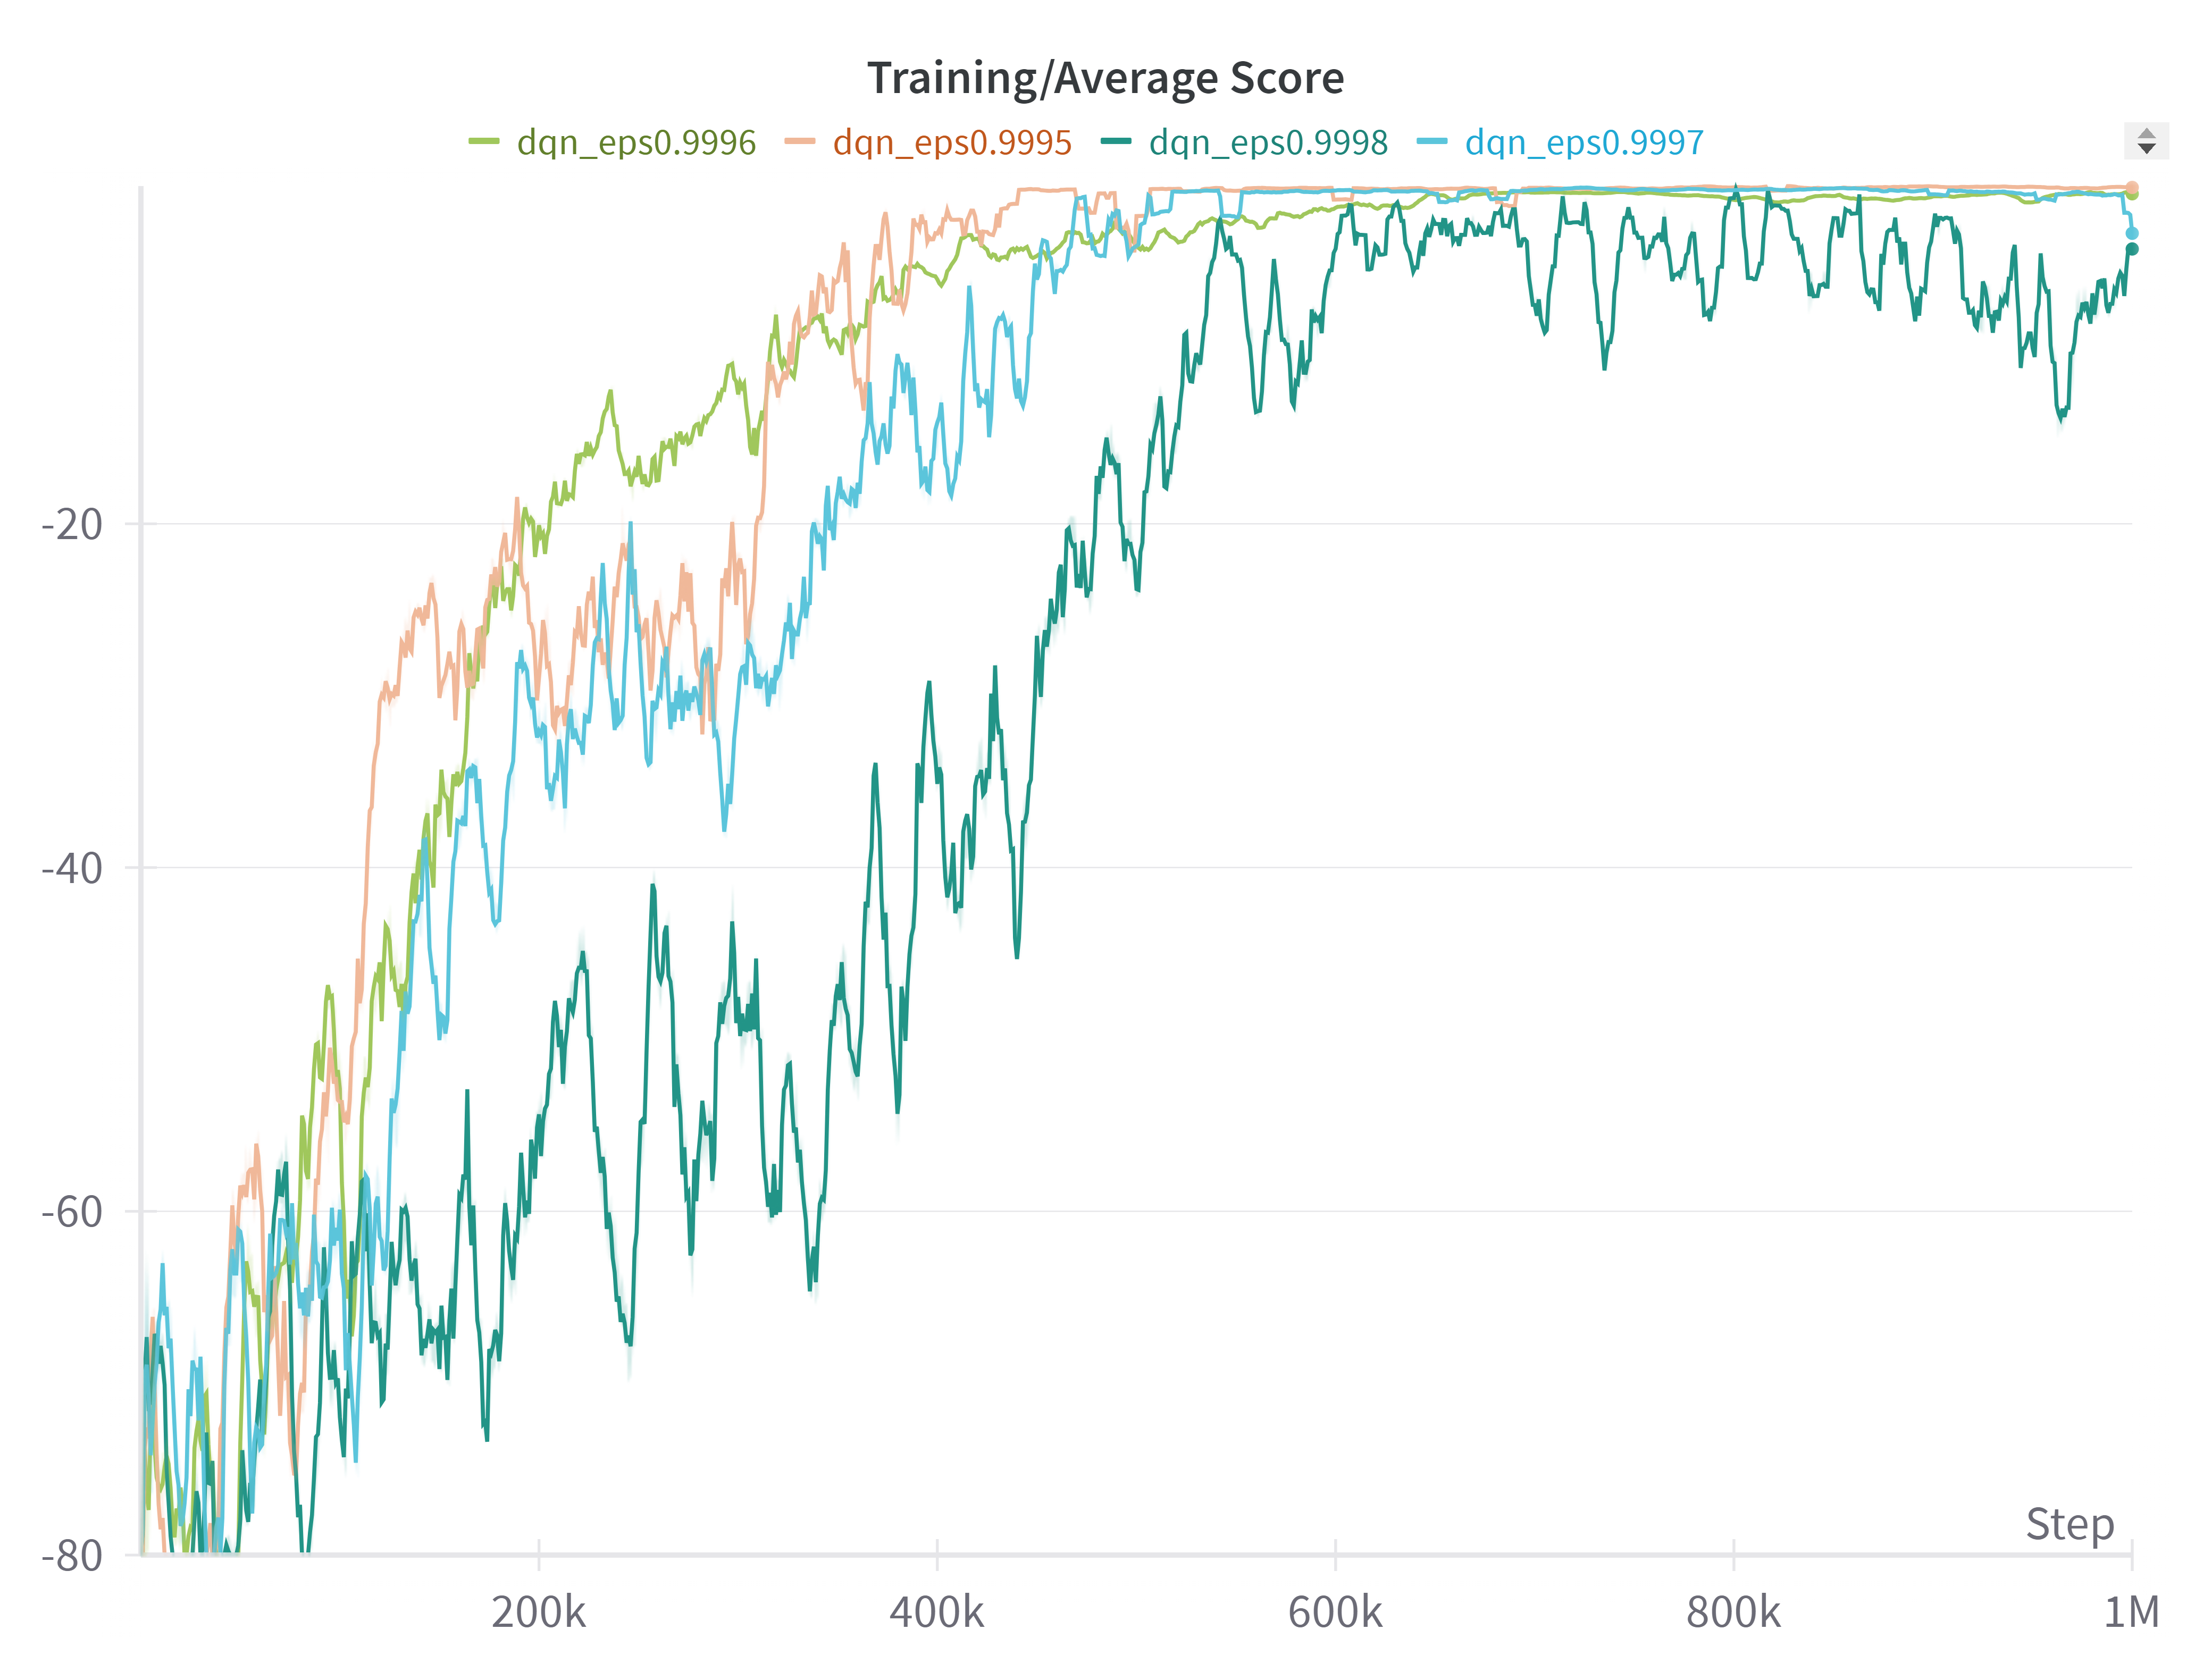 Training/Average Score
dqn_eps0.9996 dqn_eps0.9995 dqn_eps0.9998 dqn_eps0.9997
-20
-40
-60
-80
Step
200k 400k 600k 800k 1M